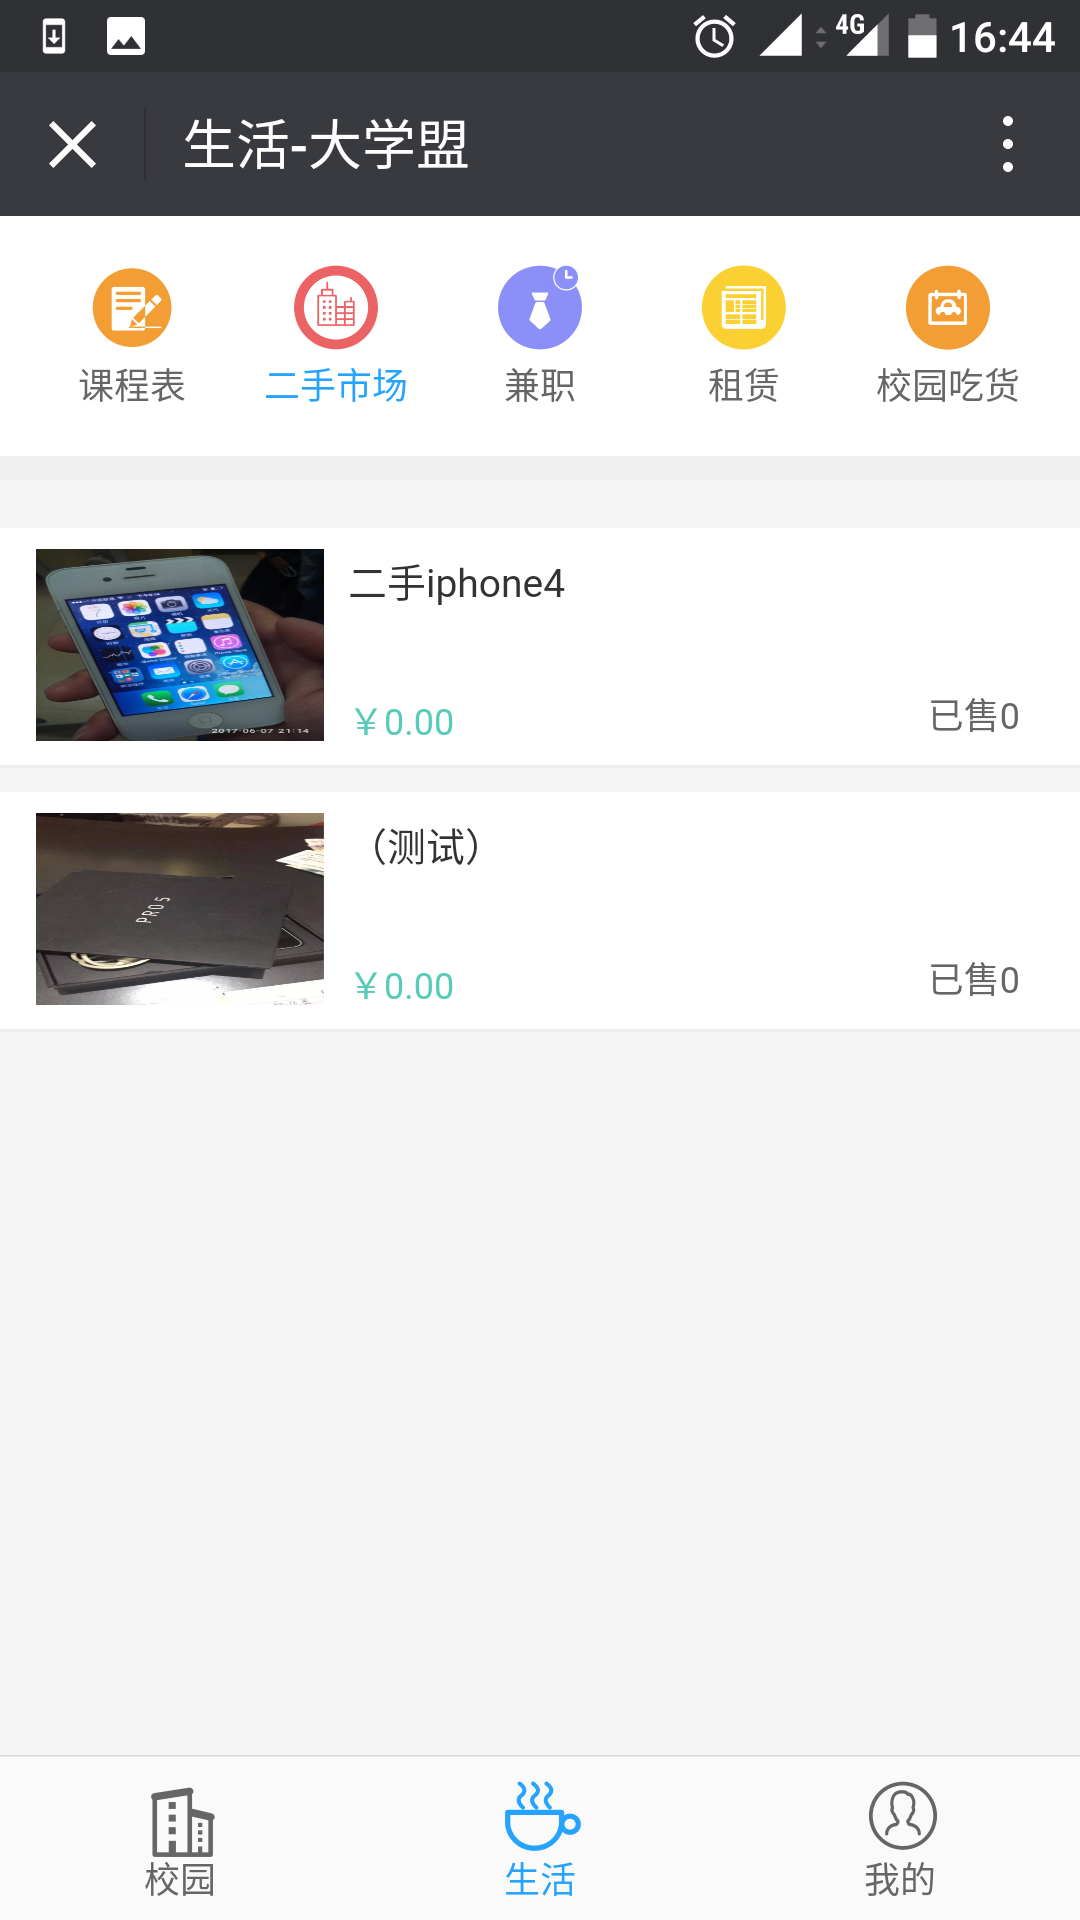 4G 16:44
生活-大学盟
课程表 二手市场 兼职 租赁 校园吃货
二手iphone4
¥0.00 已售0
2017-06-07 21:14
（测试）
PRO 5
¥0.00 已售0
校园 生活 我的